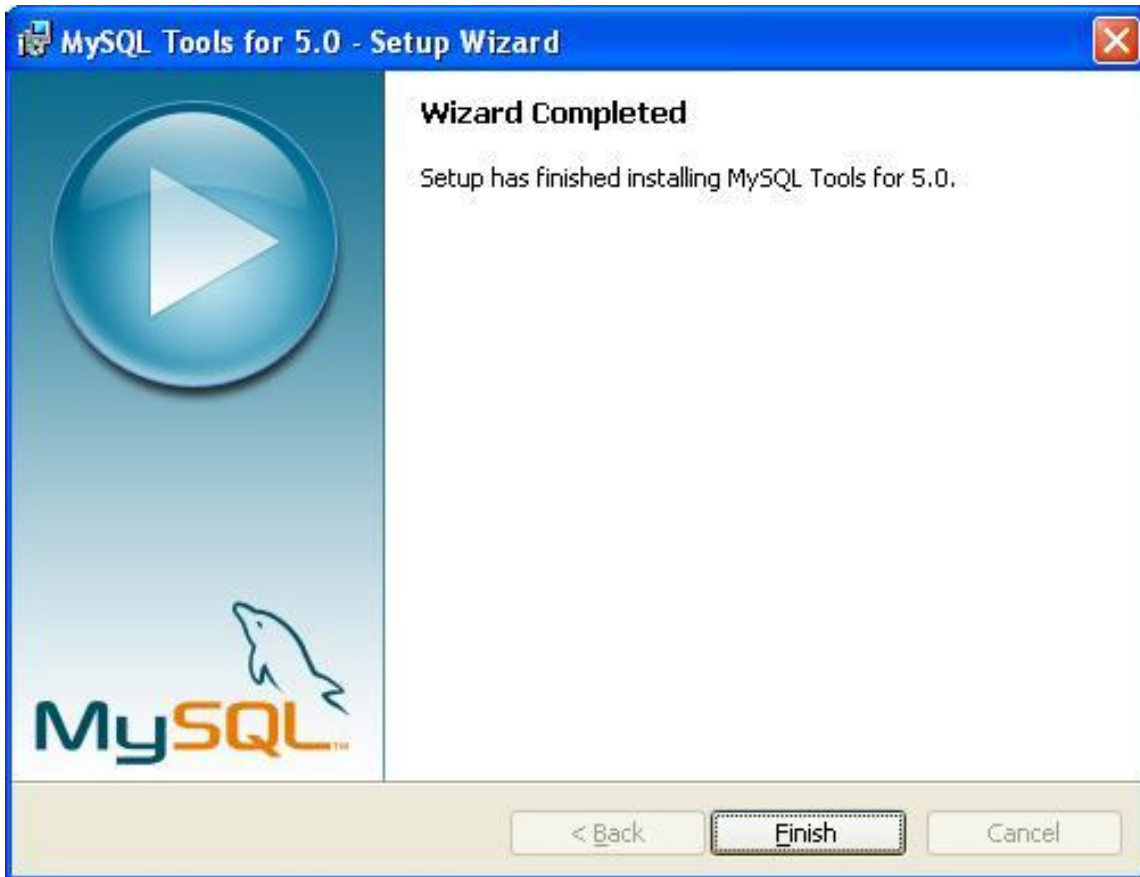 MySQL Tools for 5.0 - Setup Wizard
Wizard Completed
Setup has finished installing MySQL Tools for 5.0.
MySQL™
< Back
Finish
Cancel